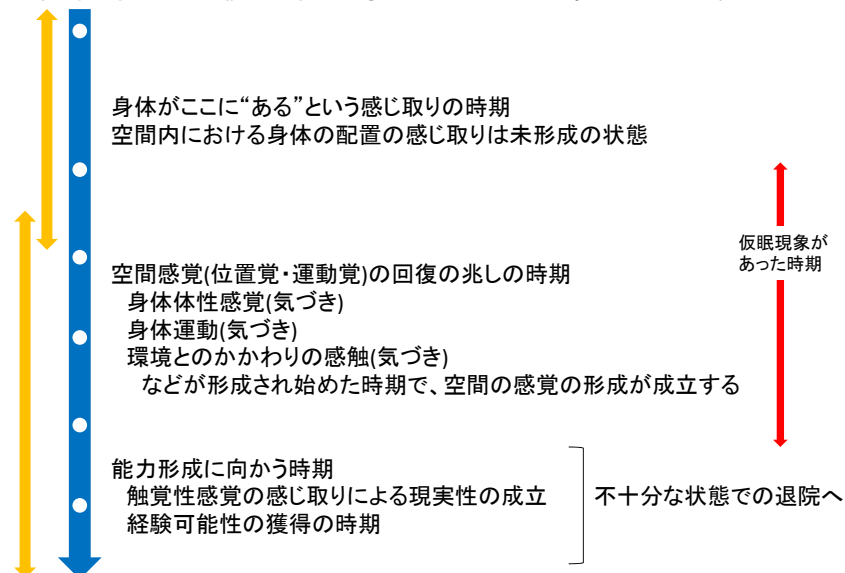 身体がここに“ある”という感じ取りの時期
空間内における身体の配置の感じ取りは未形成の状態
仮眠現象が
あった時期
空間感覚(位置覚・運動覚)の回復の兆しの時期
身体体性感覚(気づき)
身体運動(気づき)
環境とのかかわりの感触(気づき)
などが形成され始めた時期で、空間の感覚の形成が成立する
能力形成に向かう時期
触覚性感覚の感じ取りによる現実性の成立
経験可能性の獲得の時期
不十分な状態での退院へ